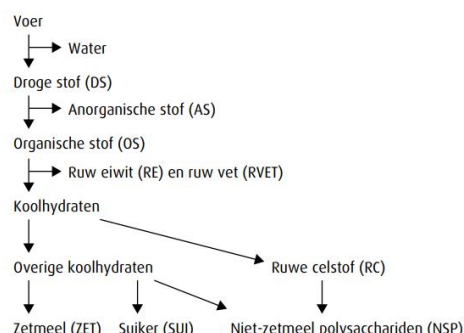 Voer
Water
Droge stof (DS)
Anorganische stof (AS)
Organische stof (OS)
Ruw eiwit (RE) en ruw vet (RVET)
Koolhydraten
Overige koolhydraten Ruwe celstof (RC)
Zetmeel (ZET) Suiker (SUI) Niet-zetmeel polysacchariden (NSP)